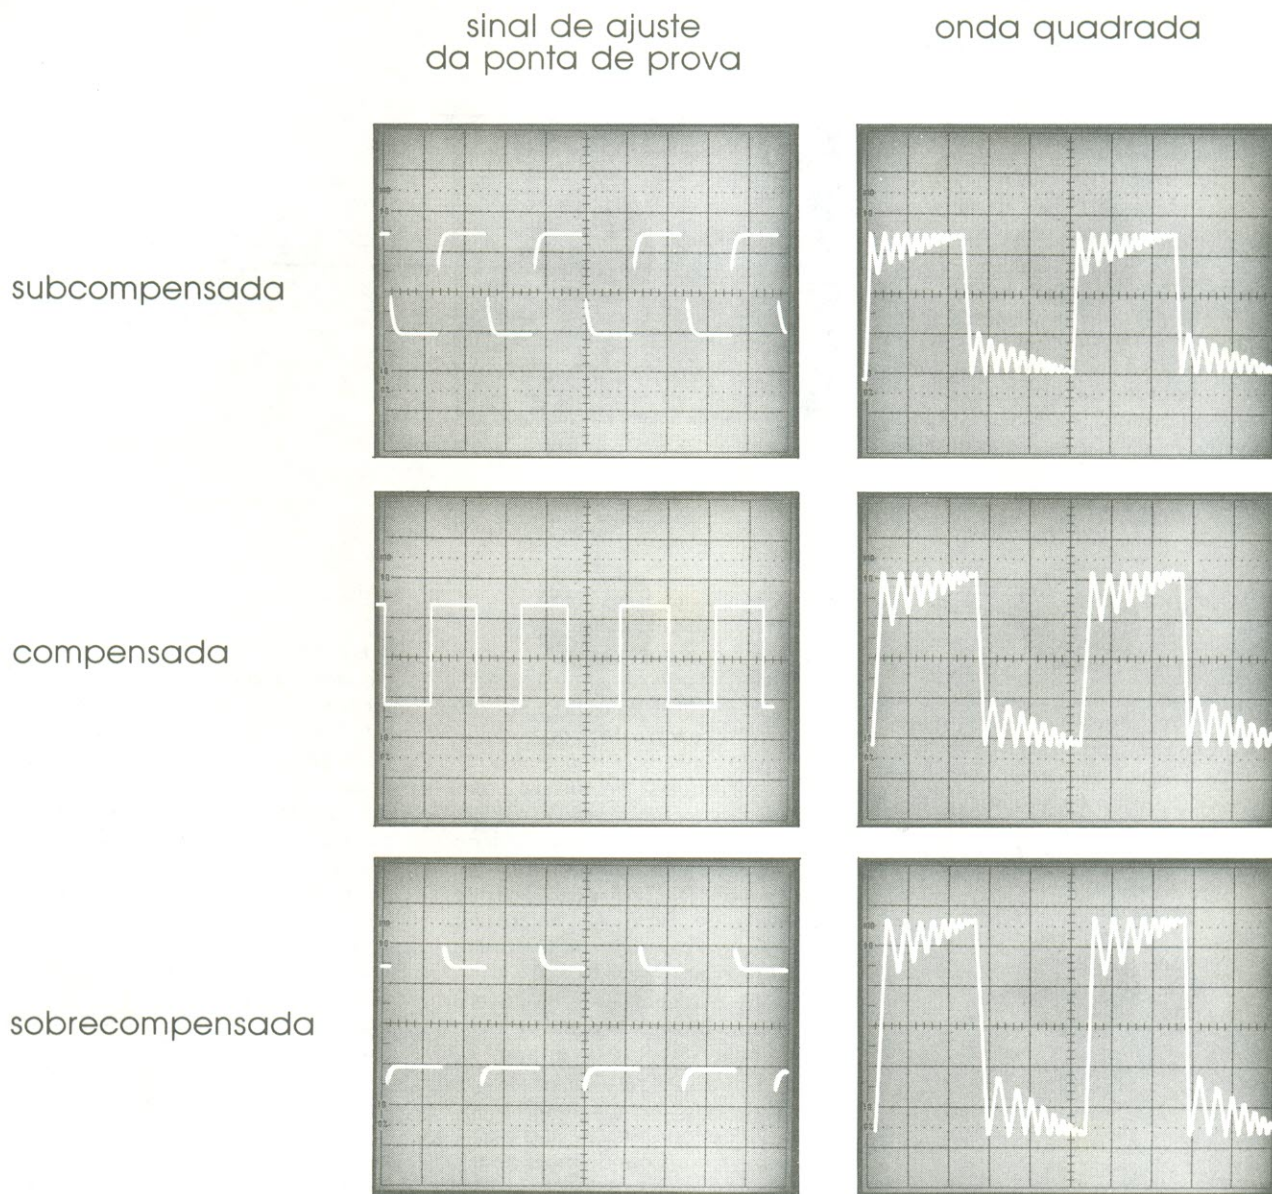 sinal de ajuste
da ponta de prova
onda quadrada
subcompensada
compensada
sobrecompensada